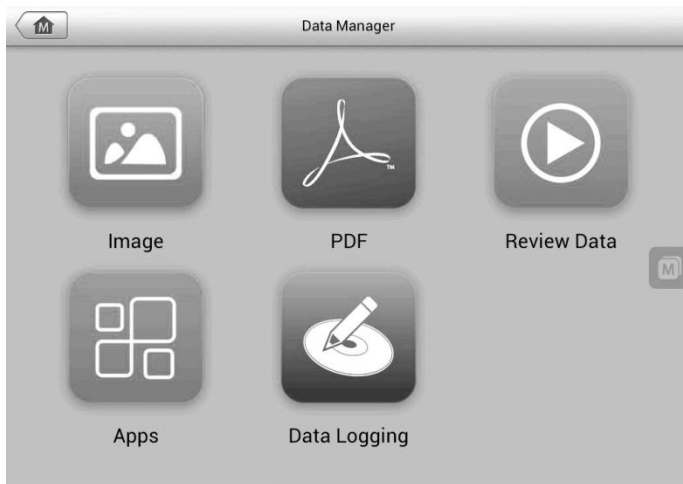 M
Data Manager
Image
PDF
Review Data
M
Apps
Data Logging